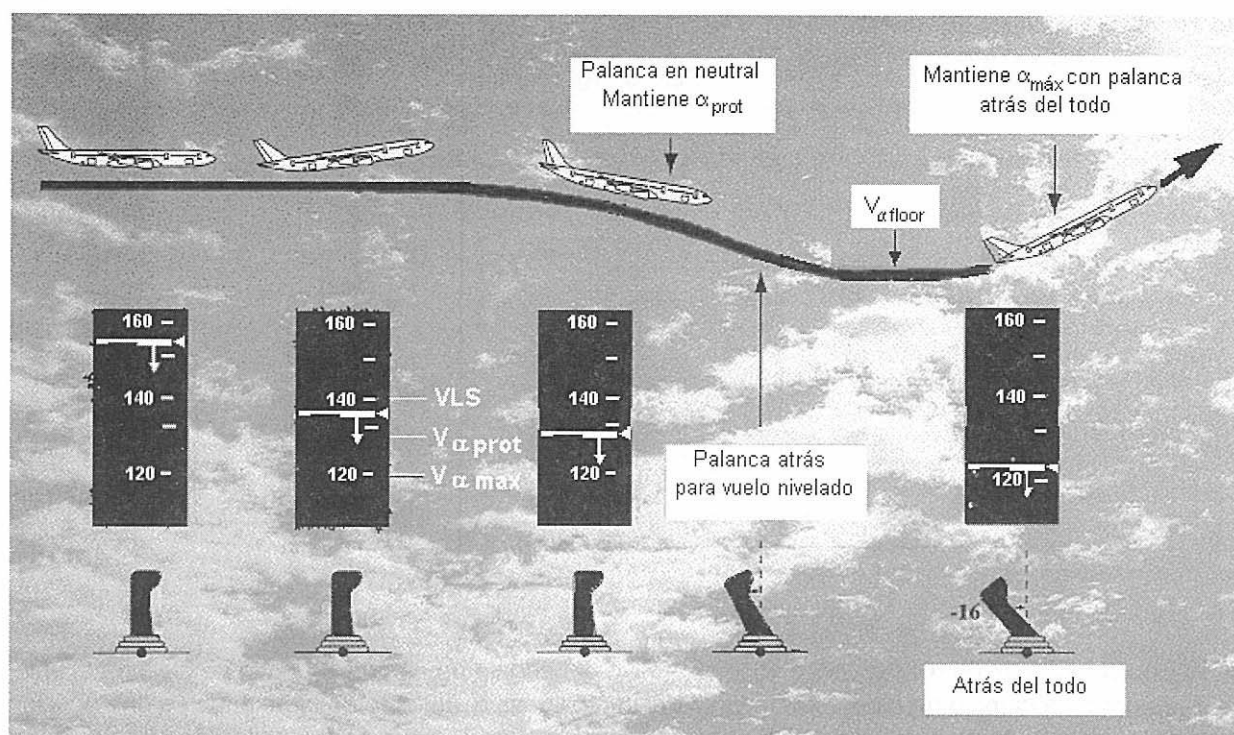 Palanca en neutral
Mantiene αprot
Mantiene αmáx con palanca
atrás del todo
Vαfloor
160
140
120
160
140
120
VLS
Vα prot
Vα max
160
140
120
Palanca atrás
para vuelo nivelado
160
140
120
-16
Atrás del todo